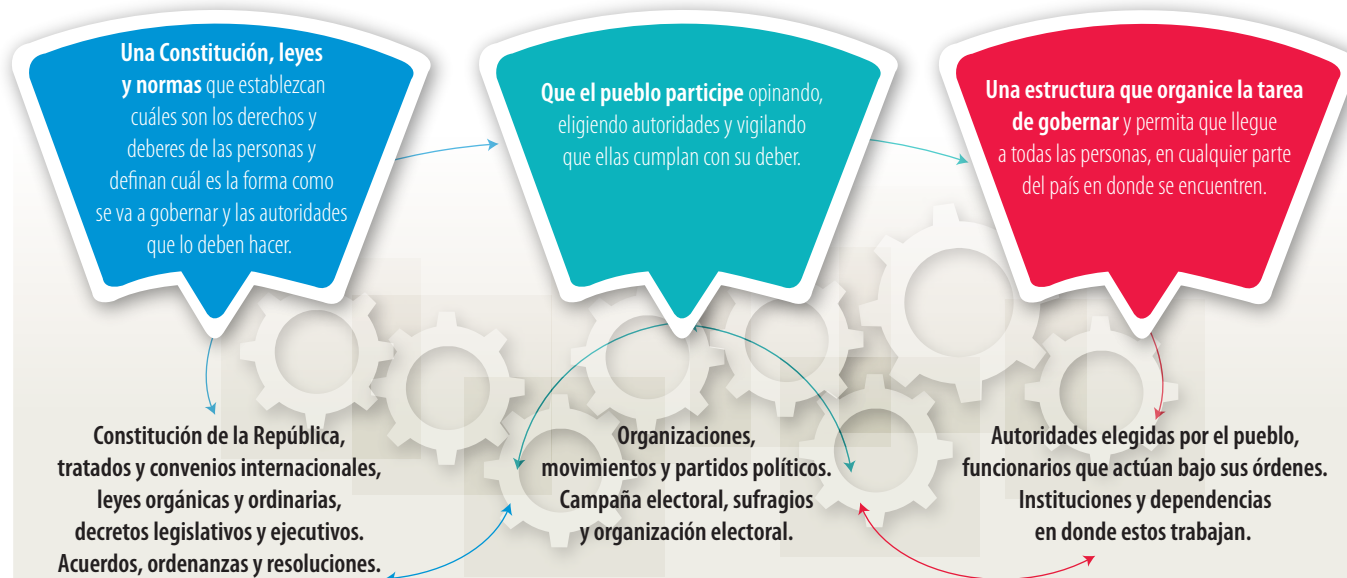 Una Constitución, leyes
y normas que establezcan
cuáles son los derechos y
deberes de las personas y
definan cuál es la forma como
se va a gobernar y las autoridades
que lo deben hacer.
Que el pueblo participe opinando,
eligiendo autoridades y vigilando
que ellas cumplan con su deber.
Una estructura que organice la tarea
de gobernar y permita que llegue
a todas las personas, en cualquier parte
del país en donde se encuentren.
Constitución de la República,
tratados y convenios internacionales,
leyes orgánicas y ordinarias,
decretos legislativos y ejecutivos.
Acuerdos, ordenanzas y resoluciones.
Organizaciones,
movimientos y partidos políticos.
Campaña electoral, sufragios
y organización electoral.
Autoridades elegidas por el pueblo,
funcionarios que actúan bajo sus órdenes.
Instituciones y dependencias
en donde estos trabajan.